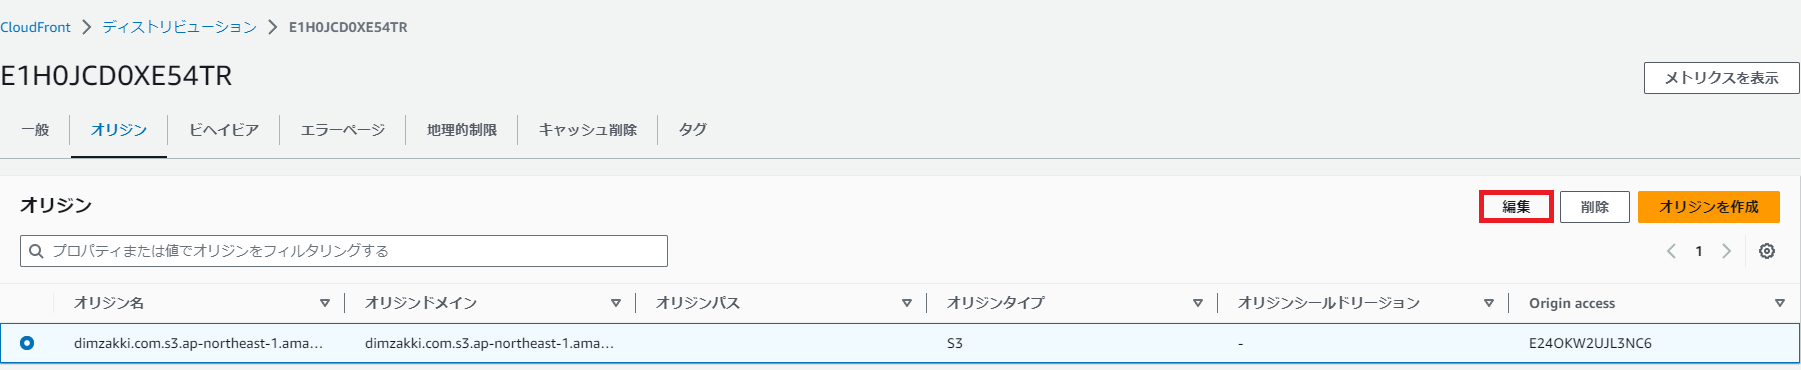 CloudFront > ディストリビューション > E1H0JCD0XE54TR
E1H0JCD0XE54TR
メトリクスを表示
一般 オリジン ビヘイビア エラーページ 地理的制限 キャッシュ削除 タグ
オリジン
編集 削除 オリジンを作成
プロパティまたは値でオリジンをフィルタリングする
1
オリジン名 オリジンドメイン オリジンパス オリジンタイプ オリジンシールドリージョン Origin access
dimzakki.com.s3.ap-northeast-1.ama... dimzakki.com.s3.ap-northeast-1.ama... S3 - E24OKW2UJL3NC6